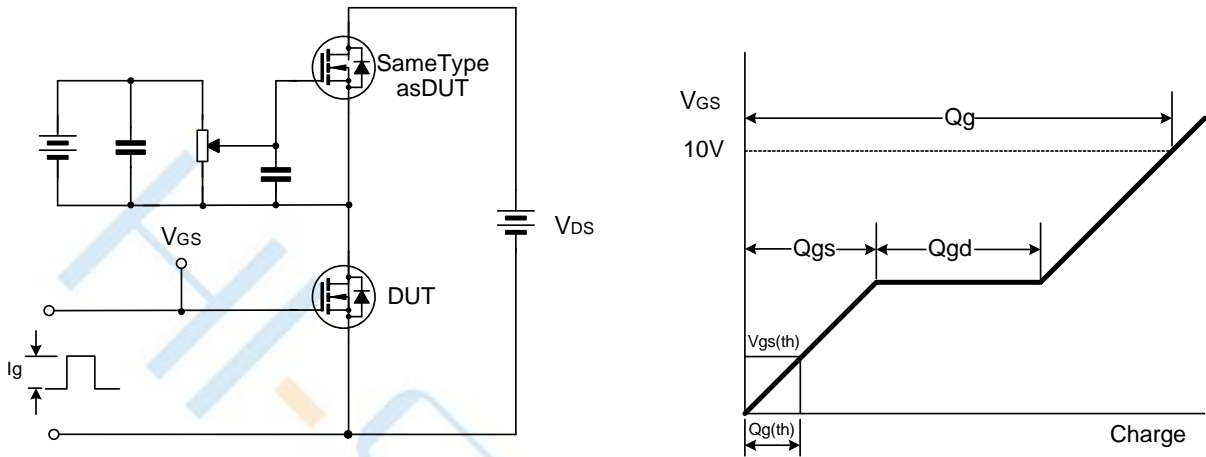 SameType
asDUT
VGS
VDS
DUT
Ig
VGS
Qg
10V
Qgs
Qgd
Vgs(th)
Qg(th)
Charge